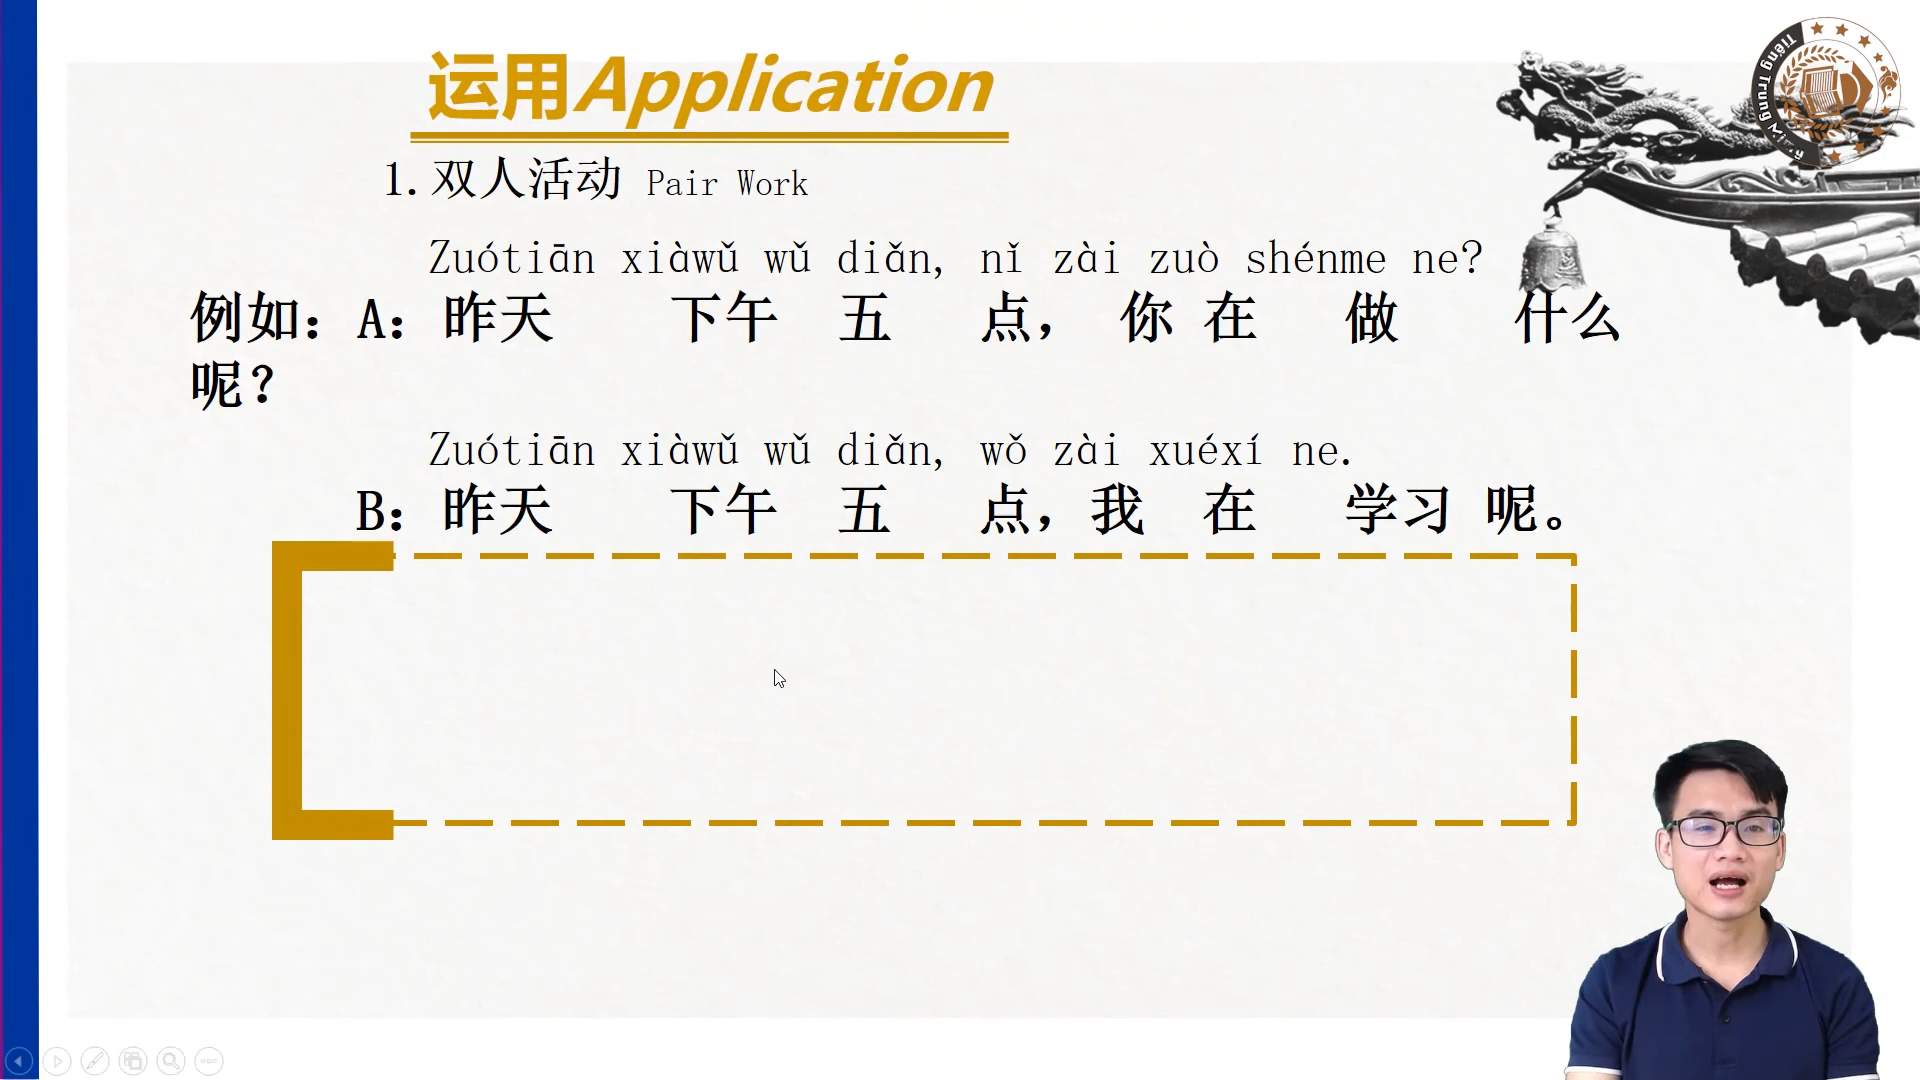 运用Application
1.双人活动 Pair Work
Zuótiān xiàwǔ wǔ diǎn, nǐ zài zuò shénme ne?
例如：A：昨天 下午 五 点， 你 在 做 什么
呢？
Zuótiān xiàwǔ wǔ diǎn, wǒ zài xuéxí ne.
B：昨天 下午 五 点，我 在 学习 呢。
Tiếng Trung